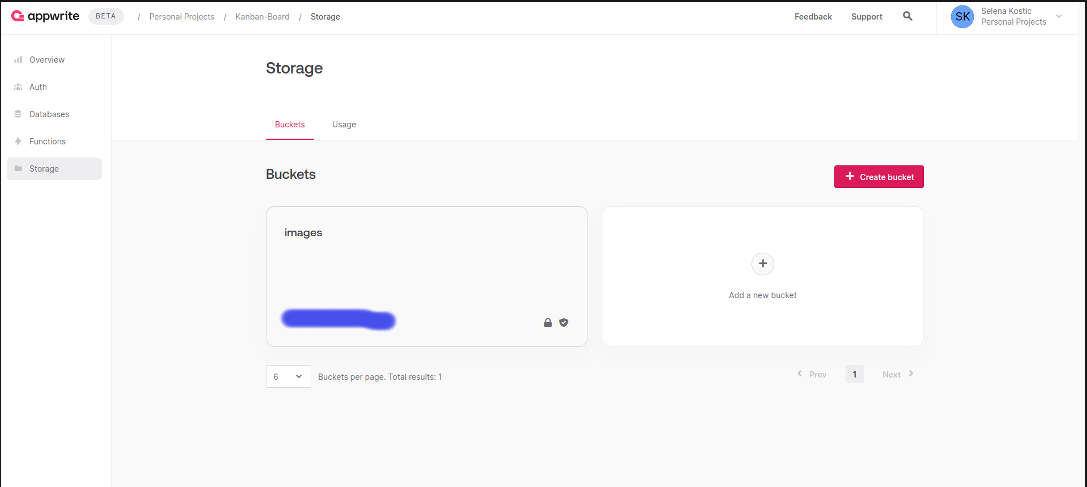 appwrite BETA / Personal Projects / Kanban-Board / Storage Feedback Support SK Selena Kostic
Personal Projects
Overview
Auth
Databases
Functions
Storage
Storage
Buckets Usage
Buckets
+ Create bucket
images
Add a new bucket
6 Buckets per page. Total results: 1
Prev 1 Next